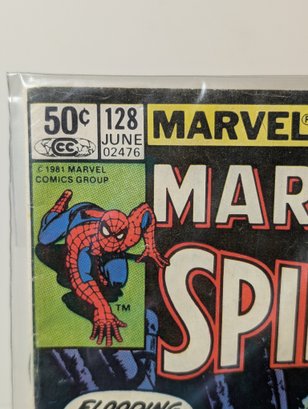 50¢ 128 MARVEL
CC JUNE
02476
© 1981 MARVEL
COMICS GROUP
MAR
SPI
TM
FLOODING